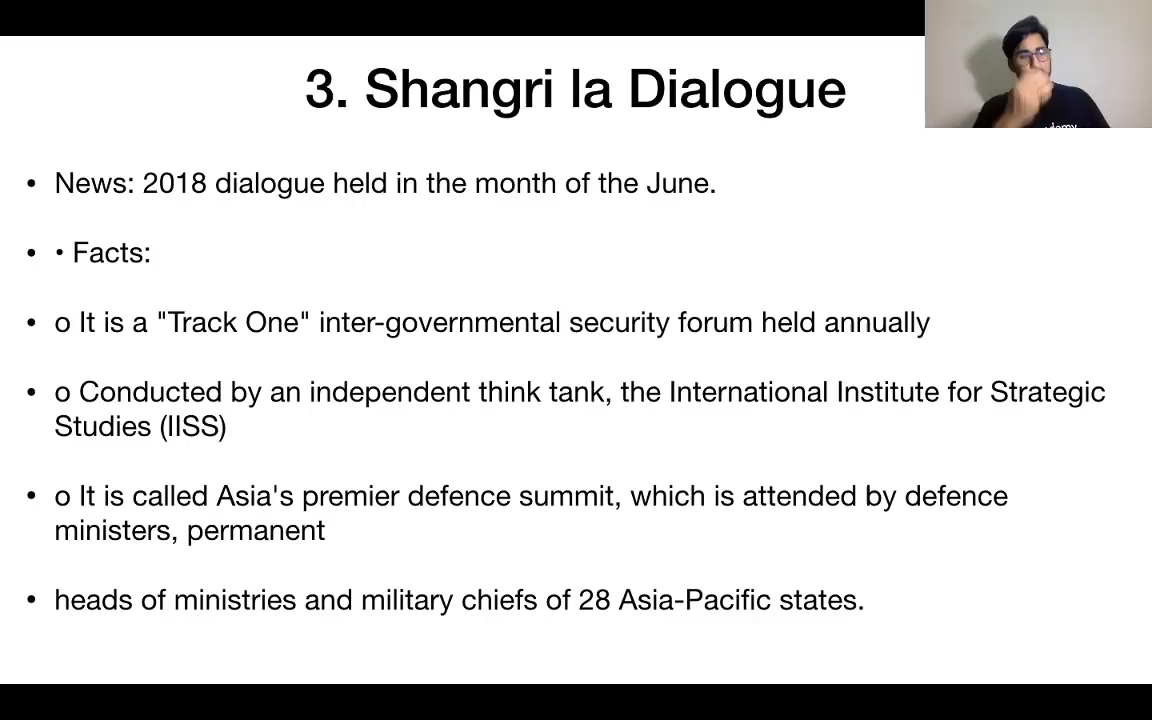 3. Shangri la Dialogue
• News: 2018 dialogue held in the month of the June.
• • Facts:
• o It is a "Track One" inter-governmental security forum held annually
• o Conducted by an independent think tank, the International Institute for Strategic
Studies (IISS)
• o It is called Asia's premier defence summit, which is attended by defence
ministers, permanent
• heads of ministries and military chiefs of 28 Asia-Pacific states.